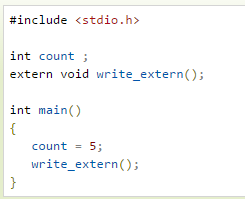 #include <stdio.h>

int count ;
extern void write_extern();

int main()
{
   count = 5;
   write_extern();
}